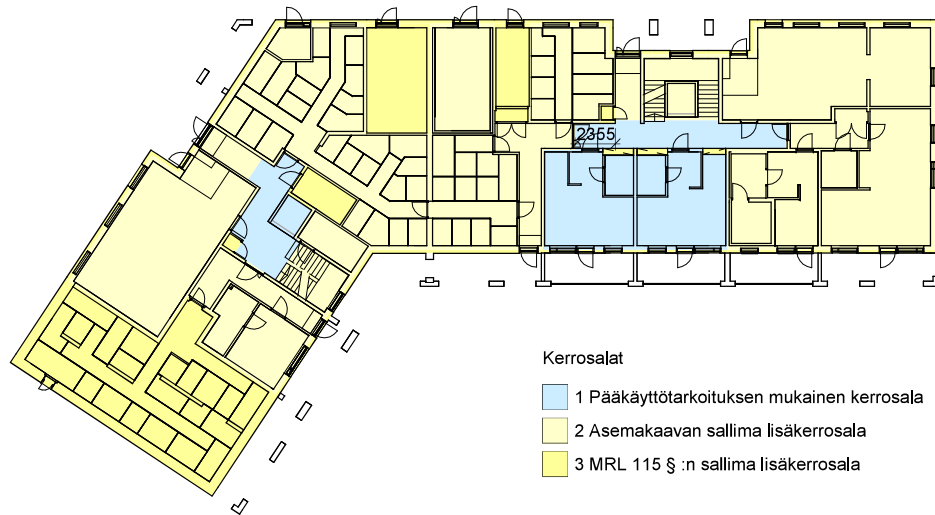 2355
Kerrosalat
1 Pääkäyttötarkoituksen mukainen kerrosala
2 Asemakaavan sallima lisäkerrosala
3 MRL 115 § :n sallima lisäkerrosala